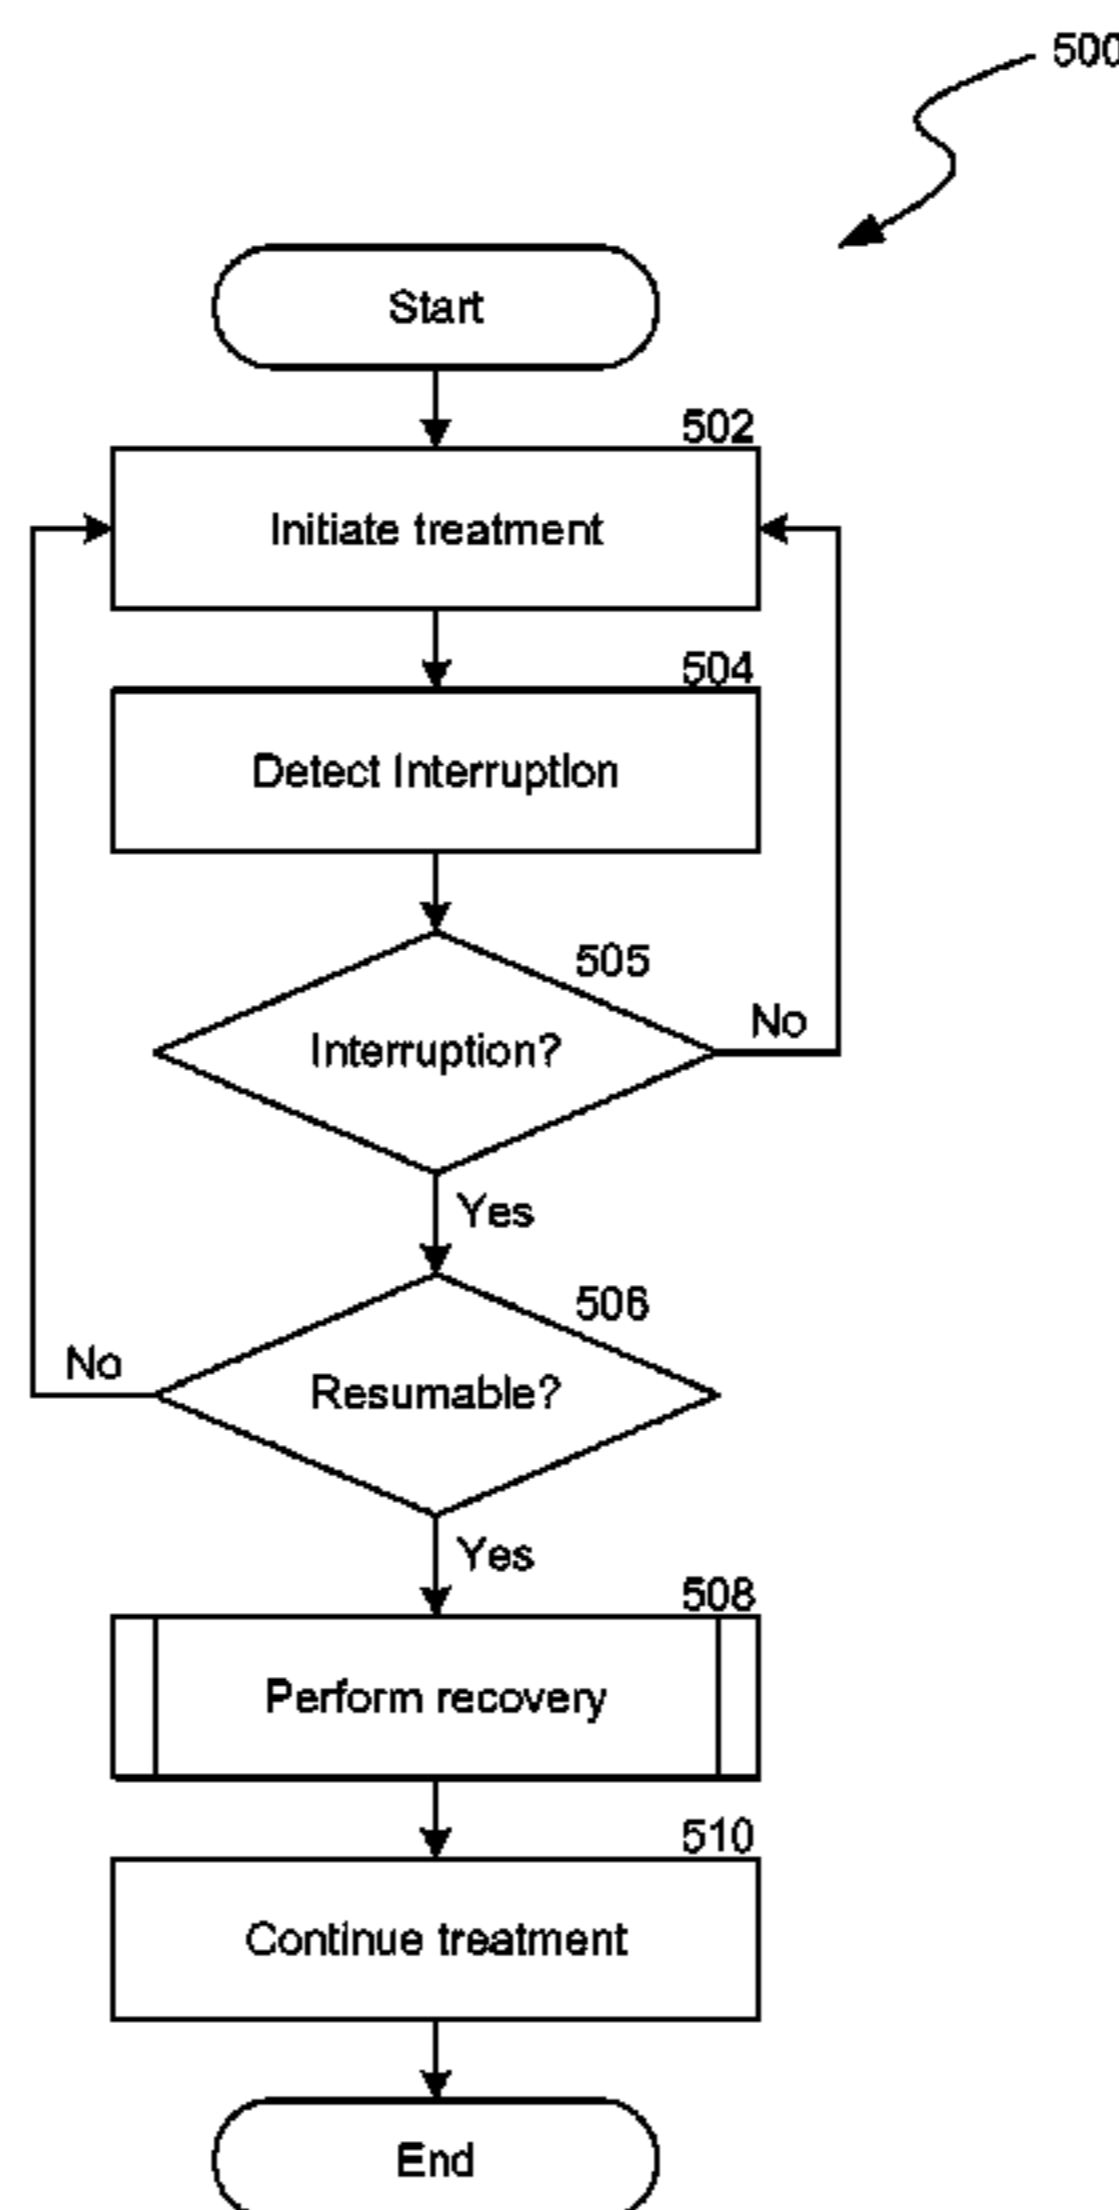 500
Start
502
Initiate treatment
504
Detect Interruption
505
Interruption?
No
Yes
506
Resumable?
No
Yes
508
Perform recovery
510
Continue treatment
End